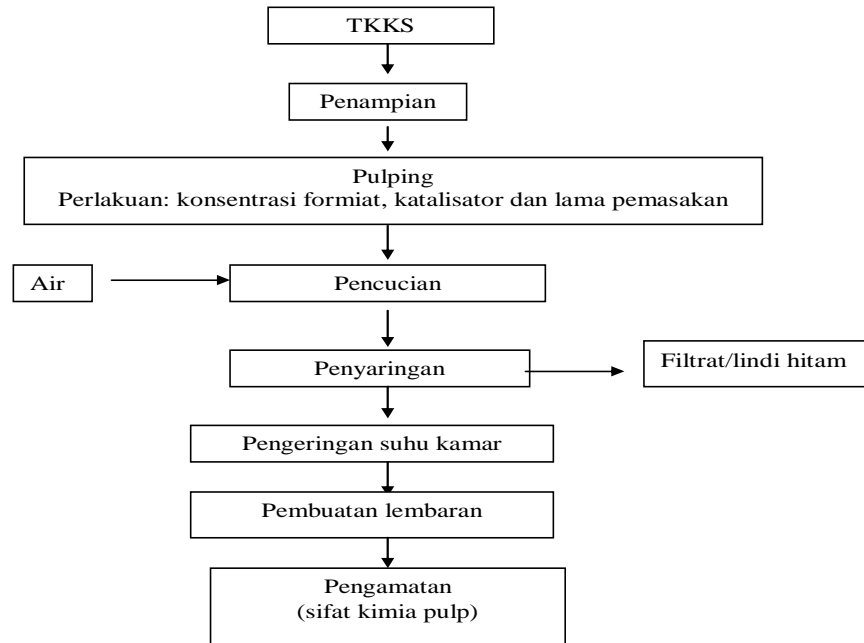 TKKS
Penampian
Pulping
Perlakuan: konsentrasi formiat, katalisator dan lama pemasakan
Air
Pencucian
Penyaringan
Filtrat/lindi hitam
Pengeringan suhu kamar
Pembuatan lembaran
Pengamatan
(sifat kimia pulp)